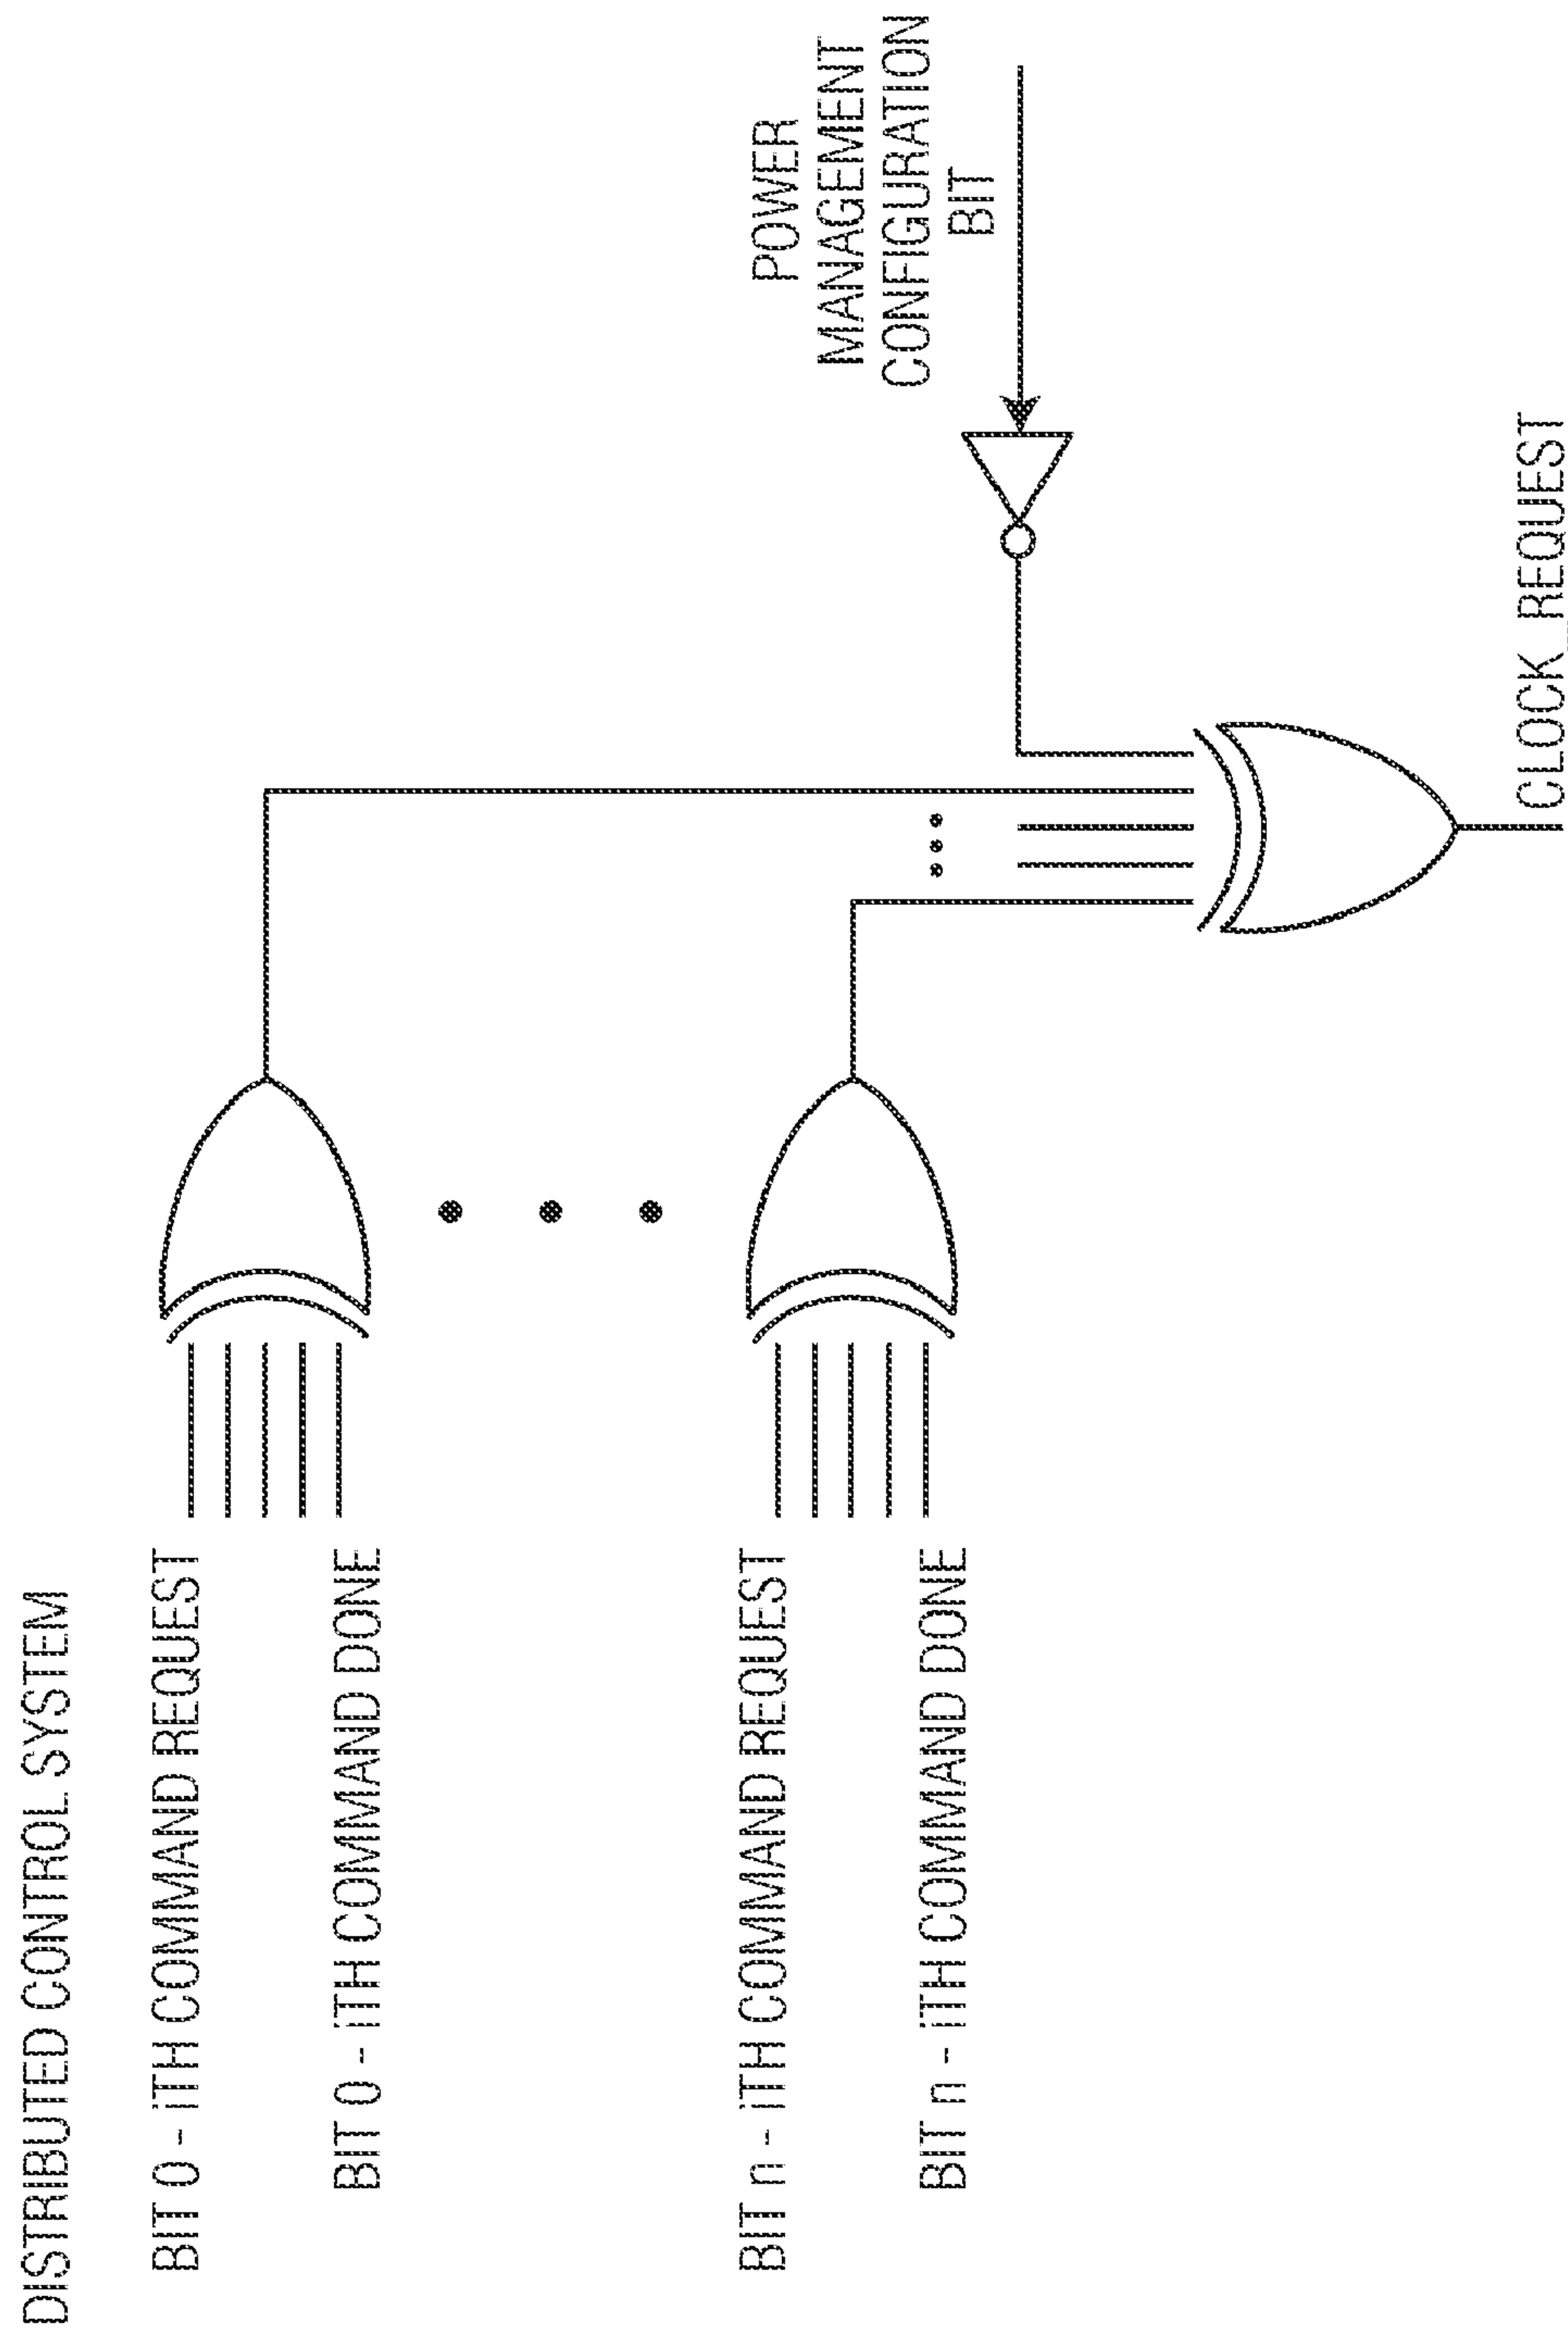 DISTRIBUTED CONTROL SYSTEM
BIT 0 - iTH COMMAND REQUEST
BIT 0 - iTH COMMAND DONE
BIT n - iTH COMMAND REQUEST
BIT n - iTH COMMAND DONE
POWER
MANAGEMENT
CONFIGURATION
BIT
CLOCK_REQUEST